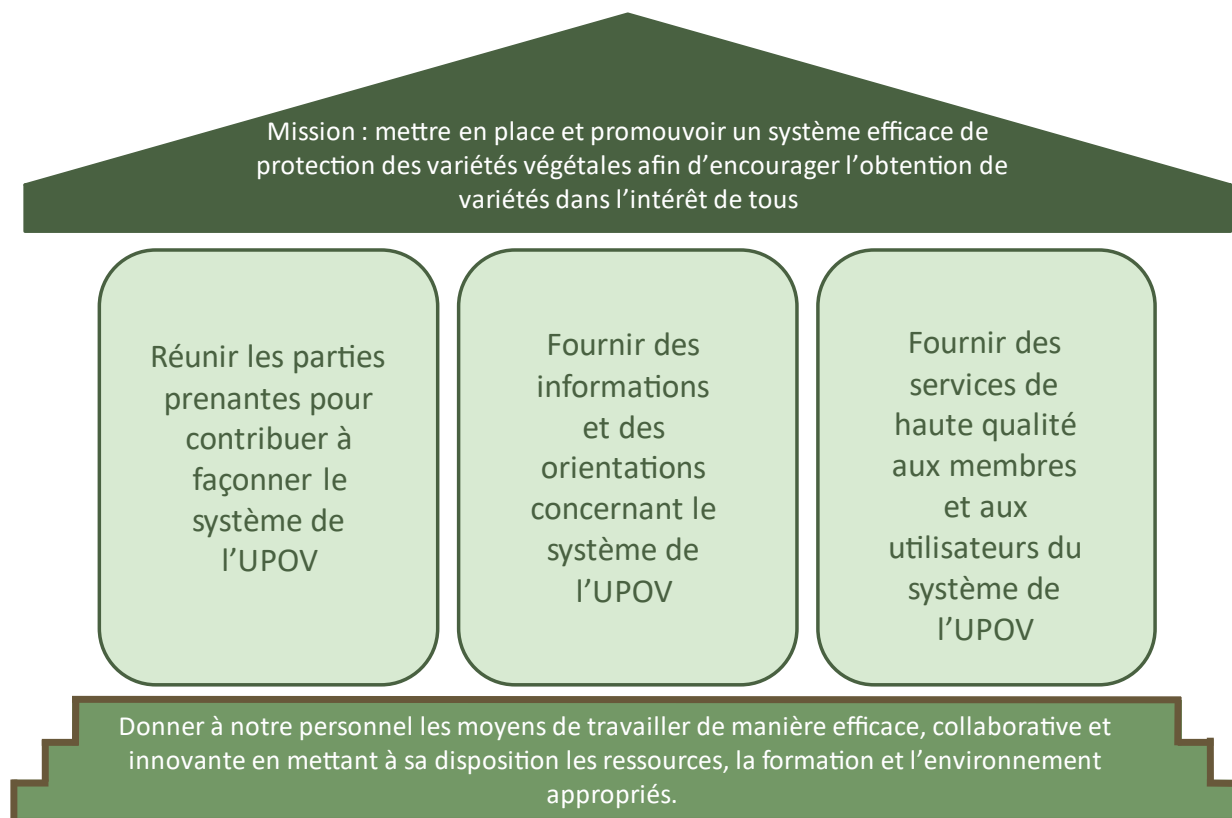 Mission : mettre en place et promouvoir un système efficace de
protection des variétés végétales afin d’encourager l’obtention de
variétés dans l’intérêt de tous
Réunir les parties
prenantes pour
contribuer à
façonner le
système de
l’UPOV
Fournir des
informations
et des
orientations
concernant le
système de
l’UPOV
Fournir des
services de
haute qualité
aux membres
et aux
utilisateurs du
système de
l’UPOV
Donner à notre personnel les moyens de travailler de manière efficace, collaborative et
innovante en mettant à sa disposition les ressources, la formation et l’environnement
appropriés.